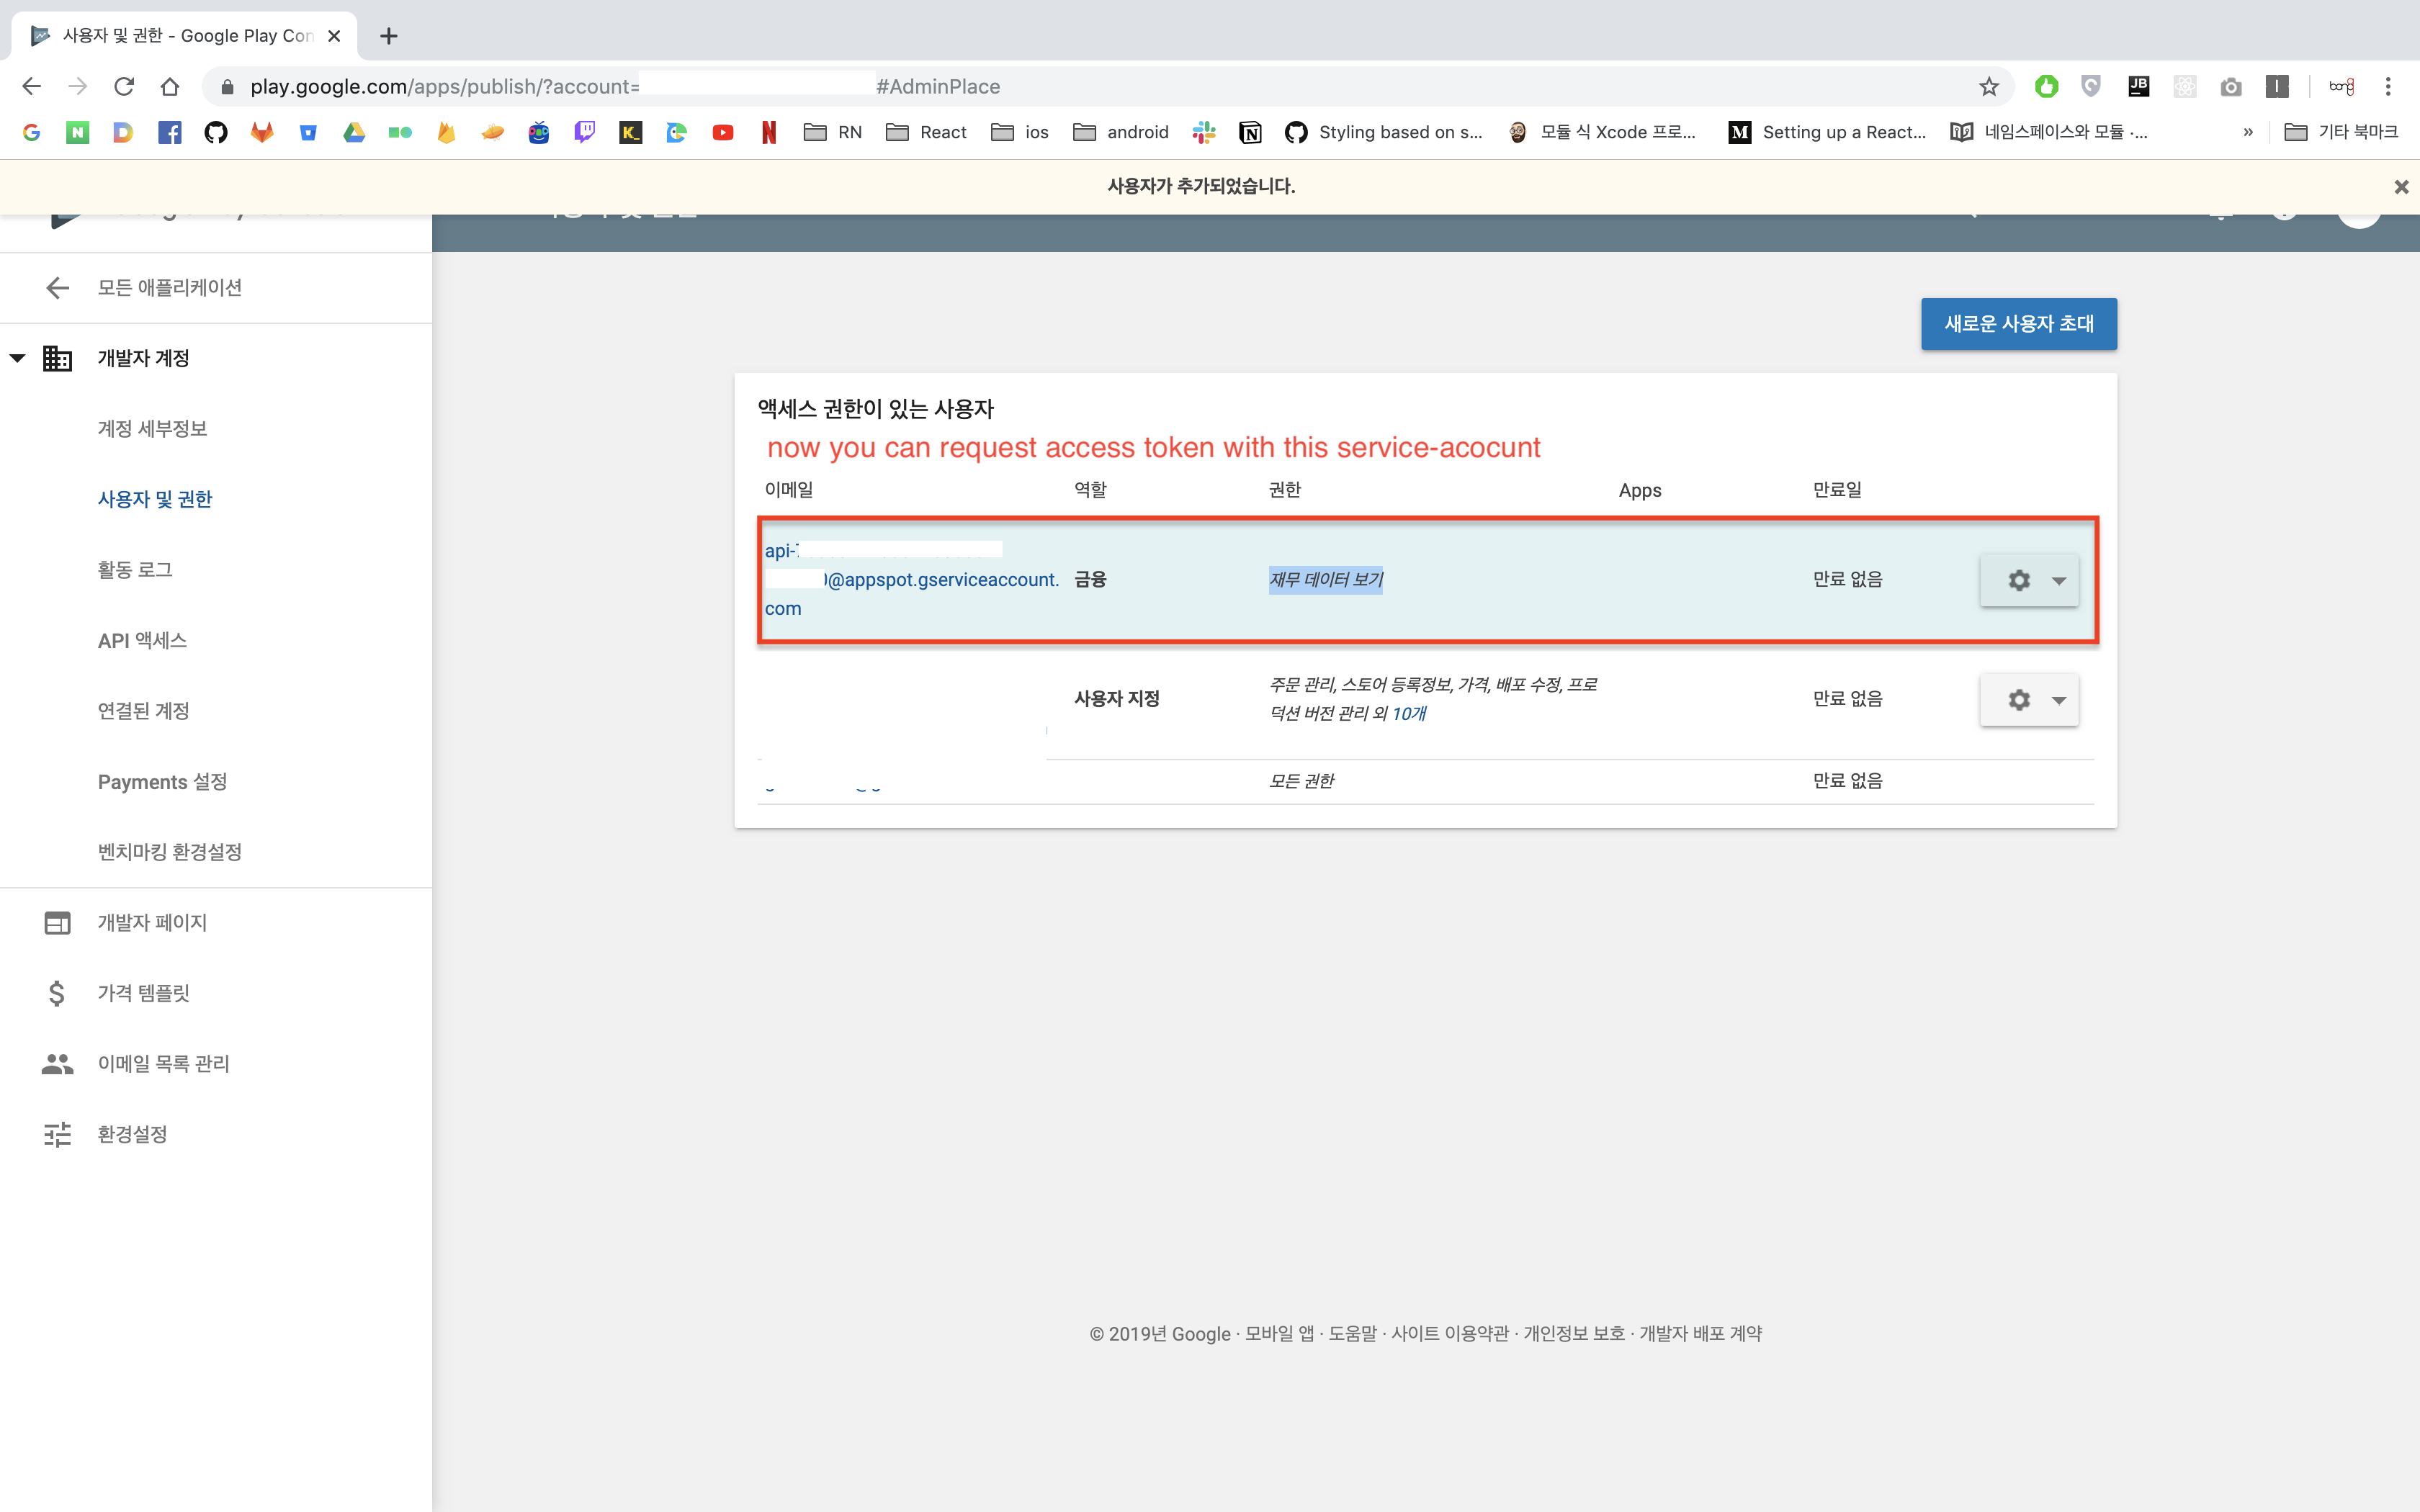 사용자 및 권한 - Google Play Con
play.google.com/apps/publish/?account= #AdminPlace
RN
React
ios
android
Styling based on s...
모듈 식 Xcode 프로...
Setting up a React...
네임스페이스와 모듈 ·...
»
기타 북마크
사용자가 추가되었습니다.
모든 애플리케이션
개발자 계정
계정 세부정보
사용자 및 권한
활동 로그
API 액세스
연결된 계정
Payments 설정
벤치마킹 환경설정
개발자 페이지
가격 템플릿
이메일 목록 관리
환경설정
새로운 사용자 초대
액세스 권한이 있는 사용자
now you can request access token with this service-acocunt
이메일 역할 권한 Apps 만료일
api-
@appspot.gserviceaccount. 금융 재무 데이터 보기 만료 없음
com
사용자 지정 주문 관리, 스토어 등록정보, 가격, 배포 수정, 프로 만료 없음
덕션 버전 관리 외 10개
모든 권한 만료 없음
© 2019년 Google · 모바일 앱 · 도움말 · 사이트 이용약관 · 개인정보 보호 · 개발자 배포 계약